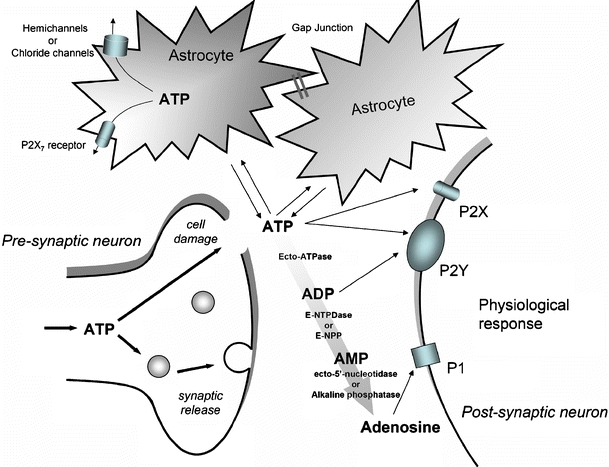 Hemichannels
or
Chloride channels
Gap Junction
Astrocyte
ATP
Astrocyte
P2X7 receptor
P2X
cell
damage
ATP
Pre-synaptic neuron
Ecto-ATPase
P2Y
ADP
E-NTPDase
or
E-NPP
Physiological
response
ATP
AMP
P1
ecto-5'-nucleotidase
or
Alkaline phosphatase
synaptic
release
Adenosine
Post-synaptic neuron